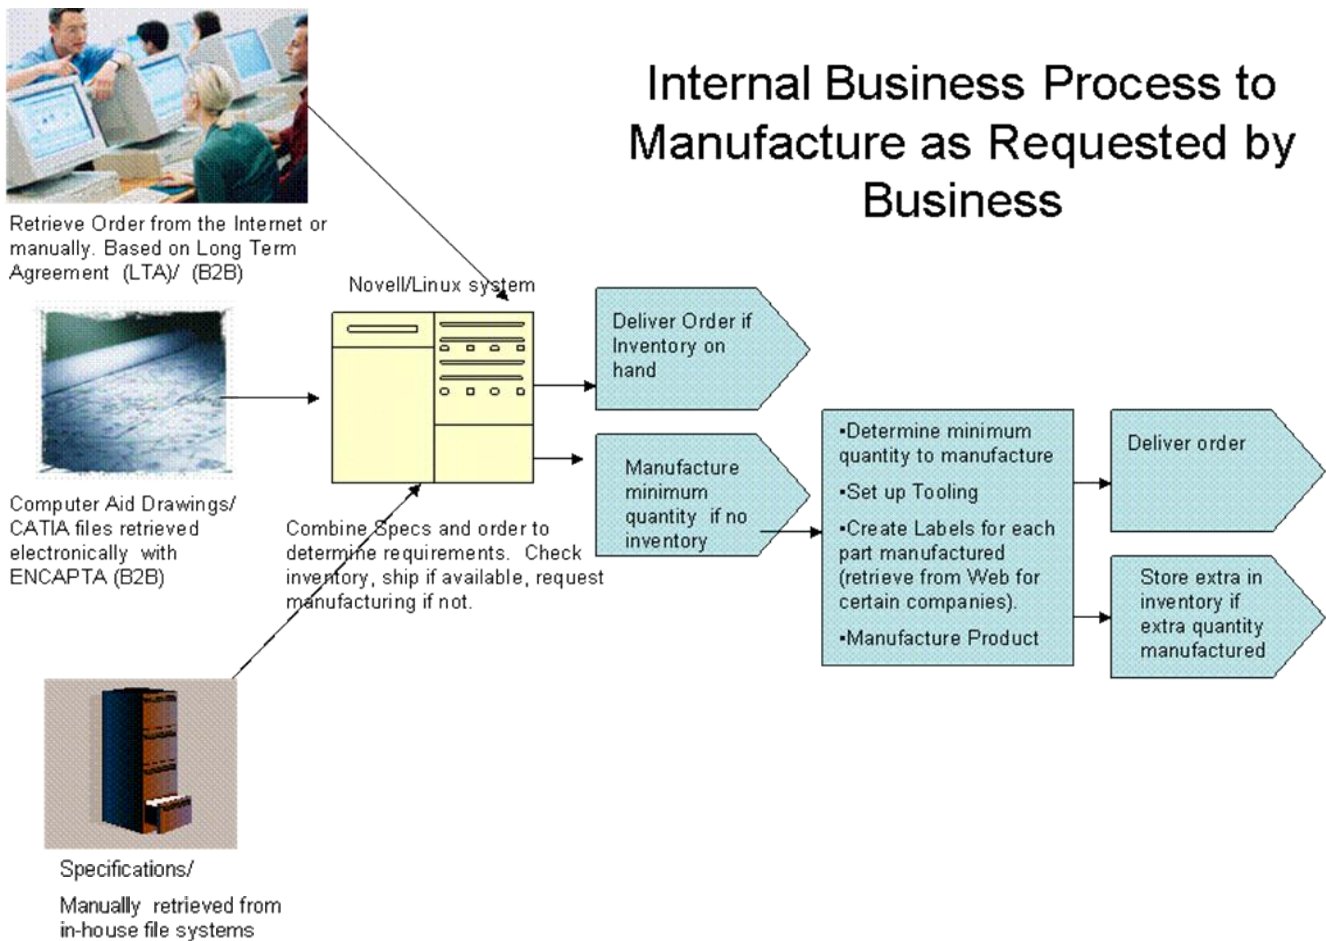 Internal Business Process to
Manufacture as Requested by
Business
Retrieve Order from the Internet or
manually. Based on Long Term
Agreement (LTA)/ (B2B)
Novell/Linux system
Computer Aid Drawings/
CATIA files retrieved
electronically with
ENCAPTA (B2B)
Combine Specs and order to
determine requirements. Check
inventory, ship if available, request
manufacturing if not.
Specifications/
Manually retrieved from
in-house file systems
Deliver Order if
Inventory on
hand
Manufacture
minimum
quantity if no
inventory
•Determine minimum
quantity to manufacture
•Set up Tooling
•Create Labels for each
part manufactured
(retrieve from Web for
certain companies).
•Manufacture Product
Deliver order
Store extra in
inventory if
extra quantity
manufactured